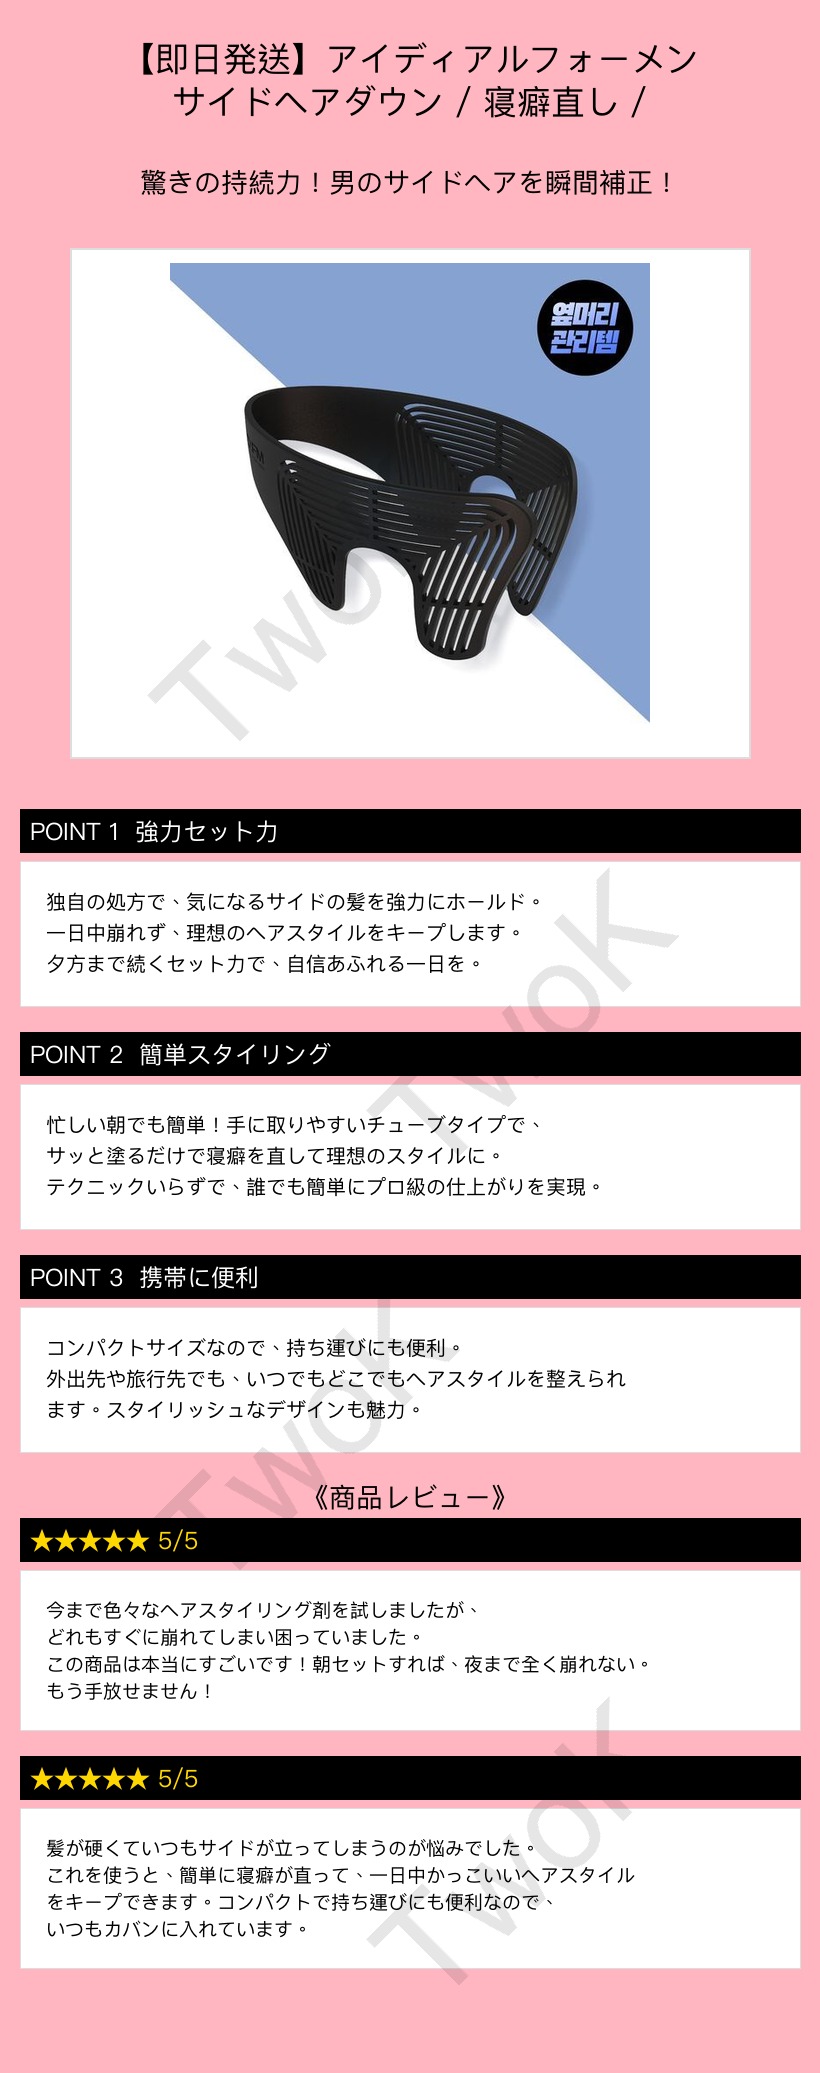 【即日発送】アイディアルフォーメン
サイドヘアダウン / 寝癖直し /
驚きの持続力！男のサイドヘアを瞬間補正！
옆머리
관리템
TwoK
POINT 1 強力セット力
独自の処方で、気になるサイドの髪を強力にホールド。
一日中崩れず、理想のヘアスタイルをキープします。
夕方まで続くセット力で、自信あふれる一日を。
TwoK
POINT 2 簡単スタイリング
忙しい朝でも簡単！手に取りやすいチューブタイプで、
サッと塗るだけで寝癖を直して理想のスタイルに。
テクニックいらずで、誰でも簡単にプロ級の仕上がりを実現。
POINT 3 携帯に便利
コンパクトサイズなので、持ち運びにも便利。
外出先や旅行先でも、いつでもどこでもヘアスタイルを整えられ
ます。スタイリッシュなデザインも魅力。
TwoK
《商品レビュー》
★★★★★ 5/5
今まで色々なヘアスタイリング剤を試しましたが、
どれもすぐに崩れてしまい困っていました。
この商品は本当にすごいです！朝セットすれば、夜まで全く崩れない。
もう手放せません！
★★★★★ 5/5
髪が硬くていつもサイドが立ってしまうのが悩みでした。
これを使うと、簡単に寝癖が直って、一日中かっこいいヘアスタイル
をキープできます。コンパクトで持ち運びにも便利なので、
いつもカバンに入れています。
TwoK